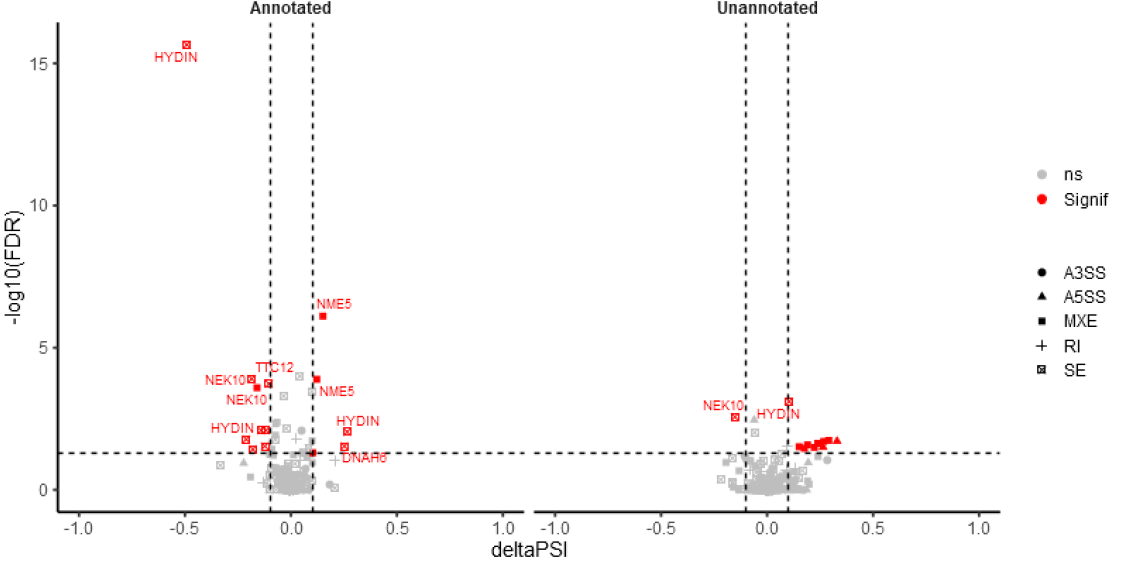 Annotated
Unannotated
-log10(FDR)
15
10
5
0
HYDIN
NME5
TTC12
NEK10
NME5
NEK10
HYDIN
HYDIN
DNAH6
NEK10
HYDIN
-1.0 -0.5 0.0 0.5 1.0
-1.0 -0.5 0.0 0.5 1.0
deltaPSI
ns
Signif
A3SS
A5SS
MXE
RI
SE